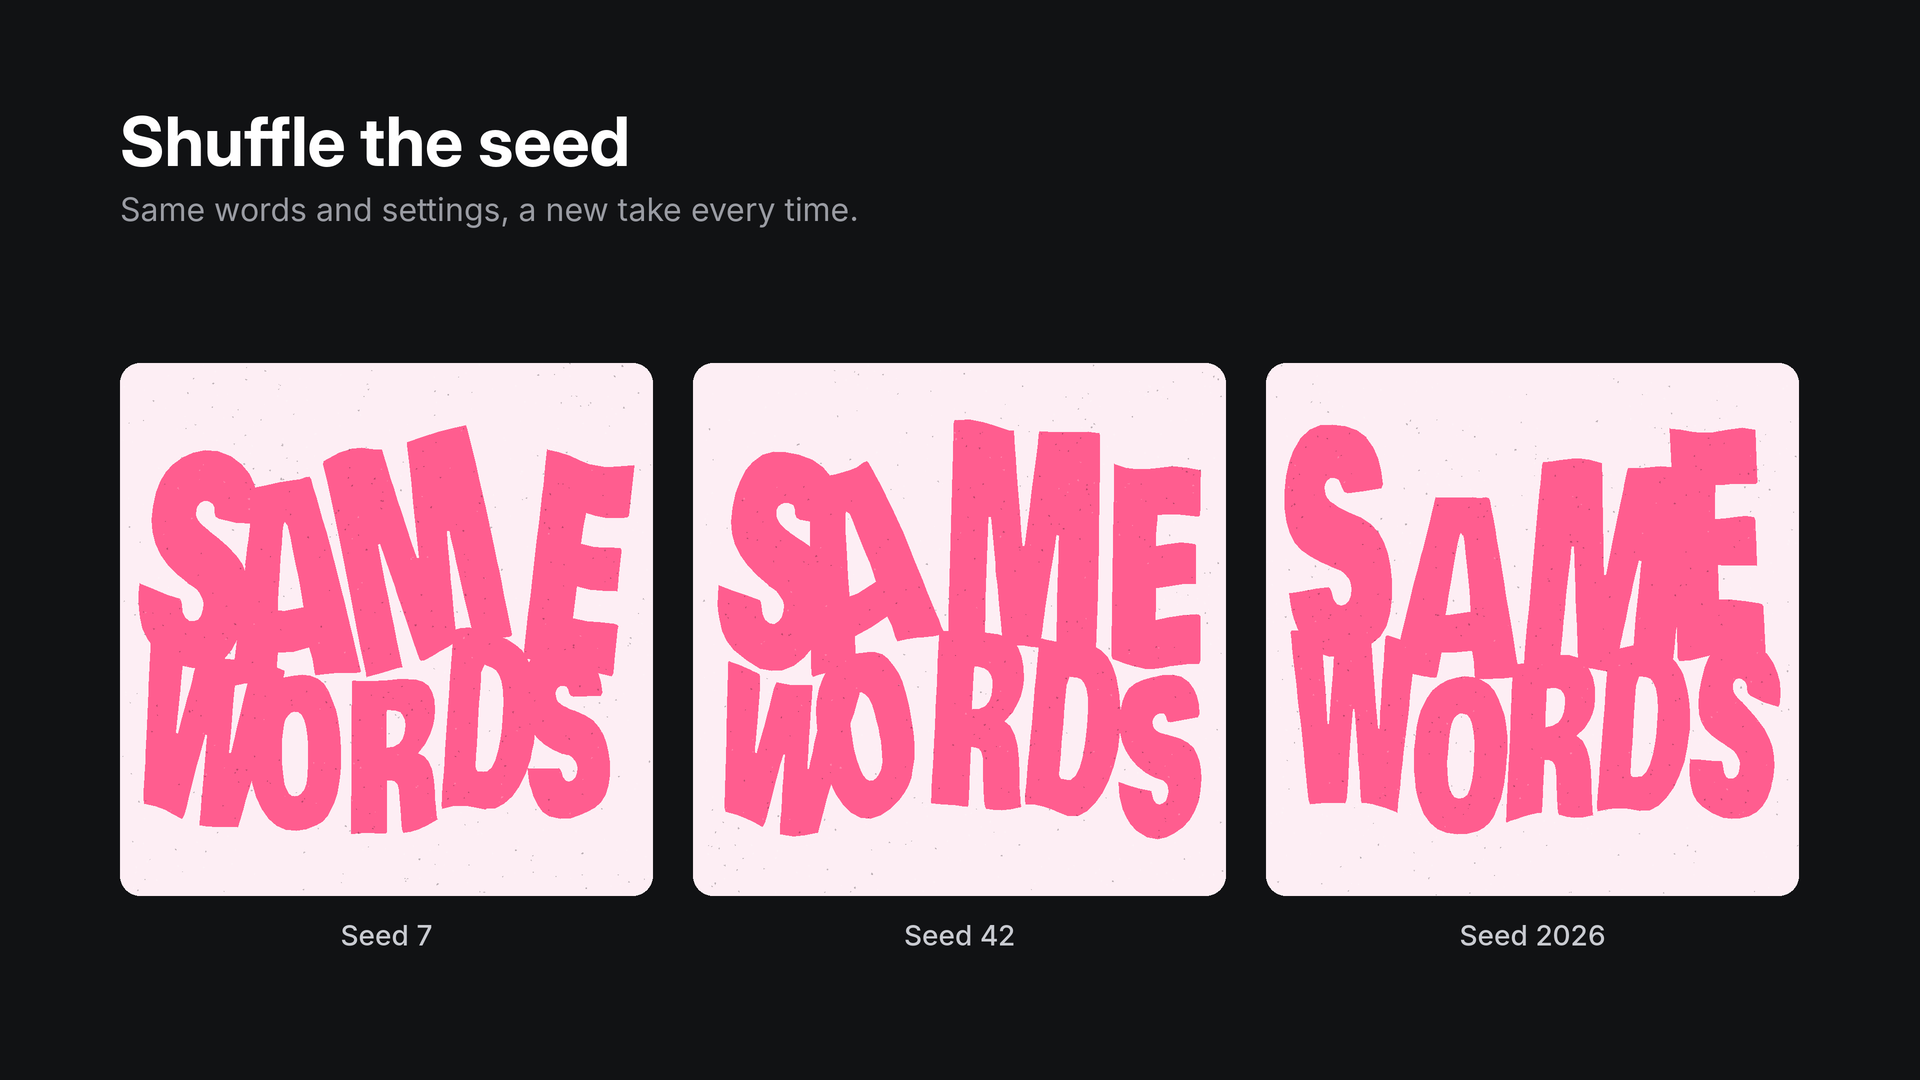 Shuffle the seed
Same words and settings, a new take every time.
SAME
WORDS
Seed 7
SAME
WORDS
Seed 42
SAME
WORDS
Seed 2026